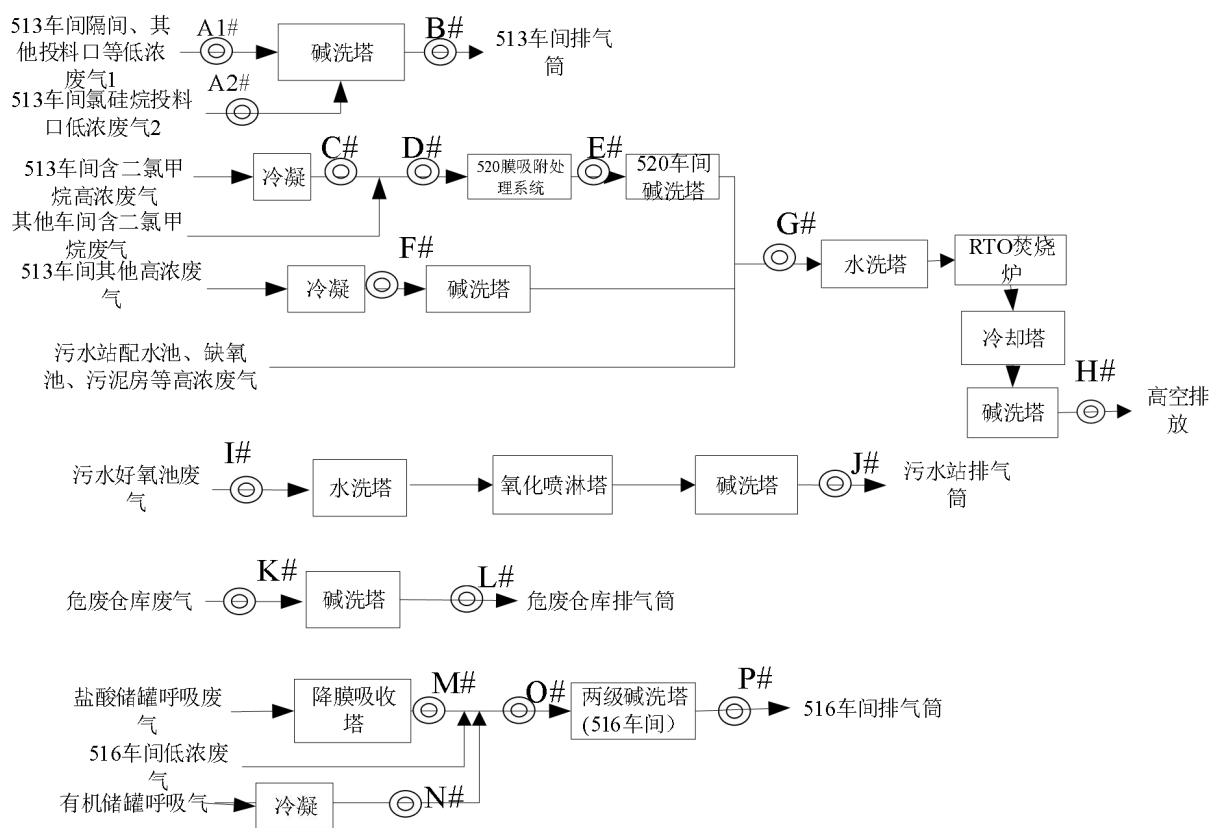 513车间隔间、其
他投料口等低浓
废气1
A1#
碱洗塔
B#
513车间排气
筒
A2#
513车间氯硅烷投料
口低浓废气2
513车间含二氯甲
烷高浓废气
冷凝
C#
D#
520膜吸附处
理系统
E#
520车间
碱洗塔
其他车间含二氯甲
烷废气
513车间其他高浓废
气
冷凝
F#
碱洗塔
G#
水洗塔
RTO焚烧
炉
冷却塔
碱洗塔
H#
高空排
放
污水站配水池、缺氧
池、污泥房等高浓废气
污水好氧池废
气
I#
水洗塔
氧化喷淋塔
碱洗塔
J#
污水站排气
筒
危废仓库废气
K#
碱洗塔
L#
危废仓库排气筒
盐酸储罐呼吸废
气
降膜吸收
塔
M#
O#
两级碱洗塔
(516车间）
P#
516车间排气筒
516车间低浓废
气
有机储罐呼吸气
冷凝
N#